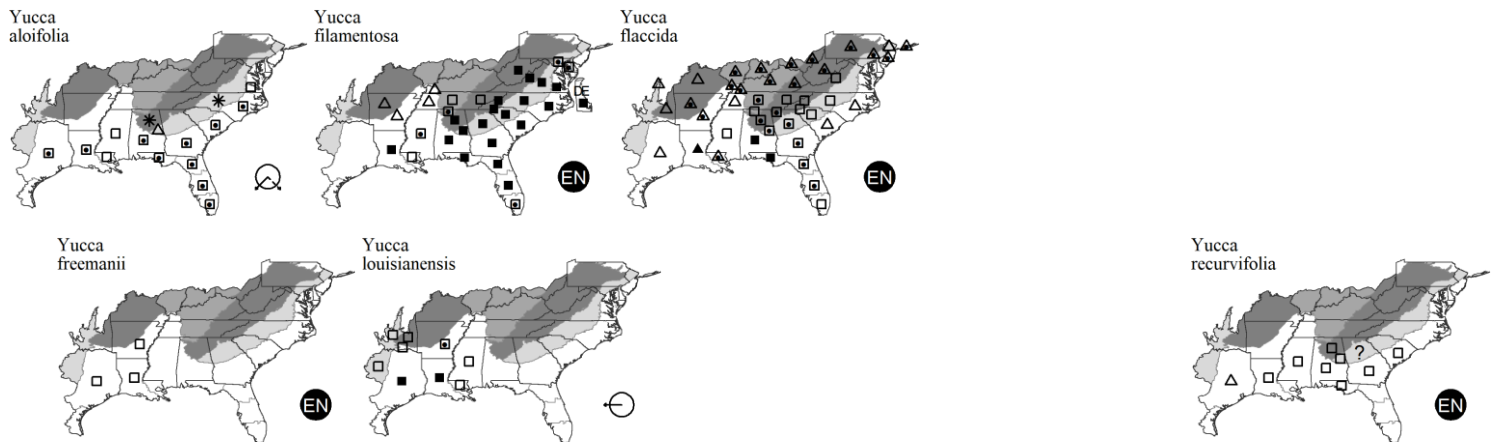 Yucca
aloifolia
Yucca
filamentosa
DE
EN
Yucca
flaccida
EN
Yucca
freemanii
EN
Yucca
louisianensis
Yucca
recurvifolia
?
EN